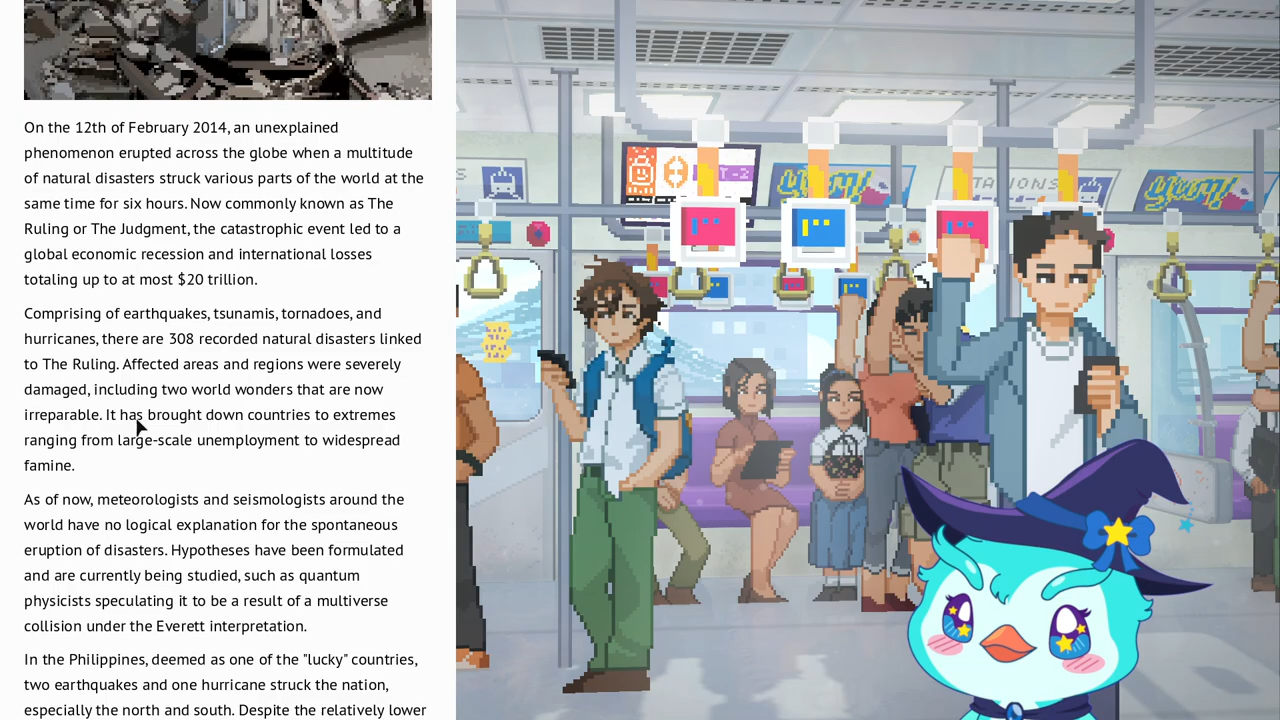 On the 12th of February 2014, an unexplained
phenomenon erupted across the globe when a multitude
of natural disasters struck various parts of the world at the
same time for six hours. Now commonly known as The
Ruling or The Judgment, the catastrophic event led to a
global economic recession and international losses
totaling up to at most $20 trillion.
Comprising of earthquakes, tsunamis, tornadoes, and
hurricanes, there are 308 recorded natural disasters linked
to The Ruling. Affected areas and regions were severely
damaged, including two world wonders that are now
irreparable. It has brought down countries to extremes
ranging from large-scale unemployment to widespread
famine.
As of now, meteorologists and seismologists around the
world have no logical explanation for the spontaneous
eruption of disasters. Hypotheses have been formulated
and are currently being studied, such as quantum
physicists speculating it to be a result of a multiverse
collision under the Everett interpretation.
In the Philippines, deemed as one of the "lucky" countries,
two earthquakes and one hurricane struck the nation,
especially the north and south. Despite the relatively lower
yum!
yum!